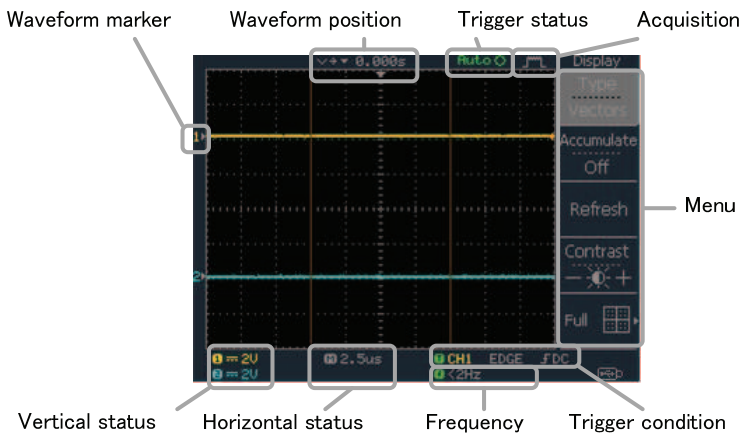 Waveform marker
Waveform position
Trigger status
Acquisition
0.000s
Auto
Display
Type
Vectors
1
Accumulate
Off
Refresh
Menu
Contrast
- +
2
Full
1 2V
M 2.5us
T CH1 EDGE DC
2 2V
<2Hz
Vertical status
Horizontal status
Frequency
Trigger condition